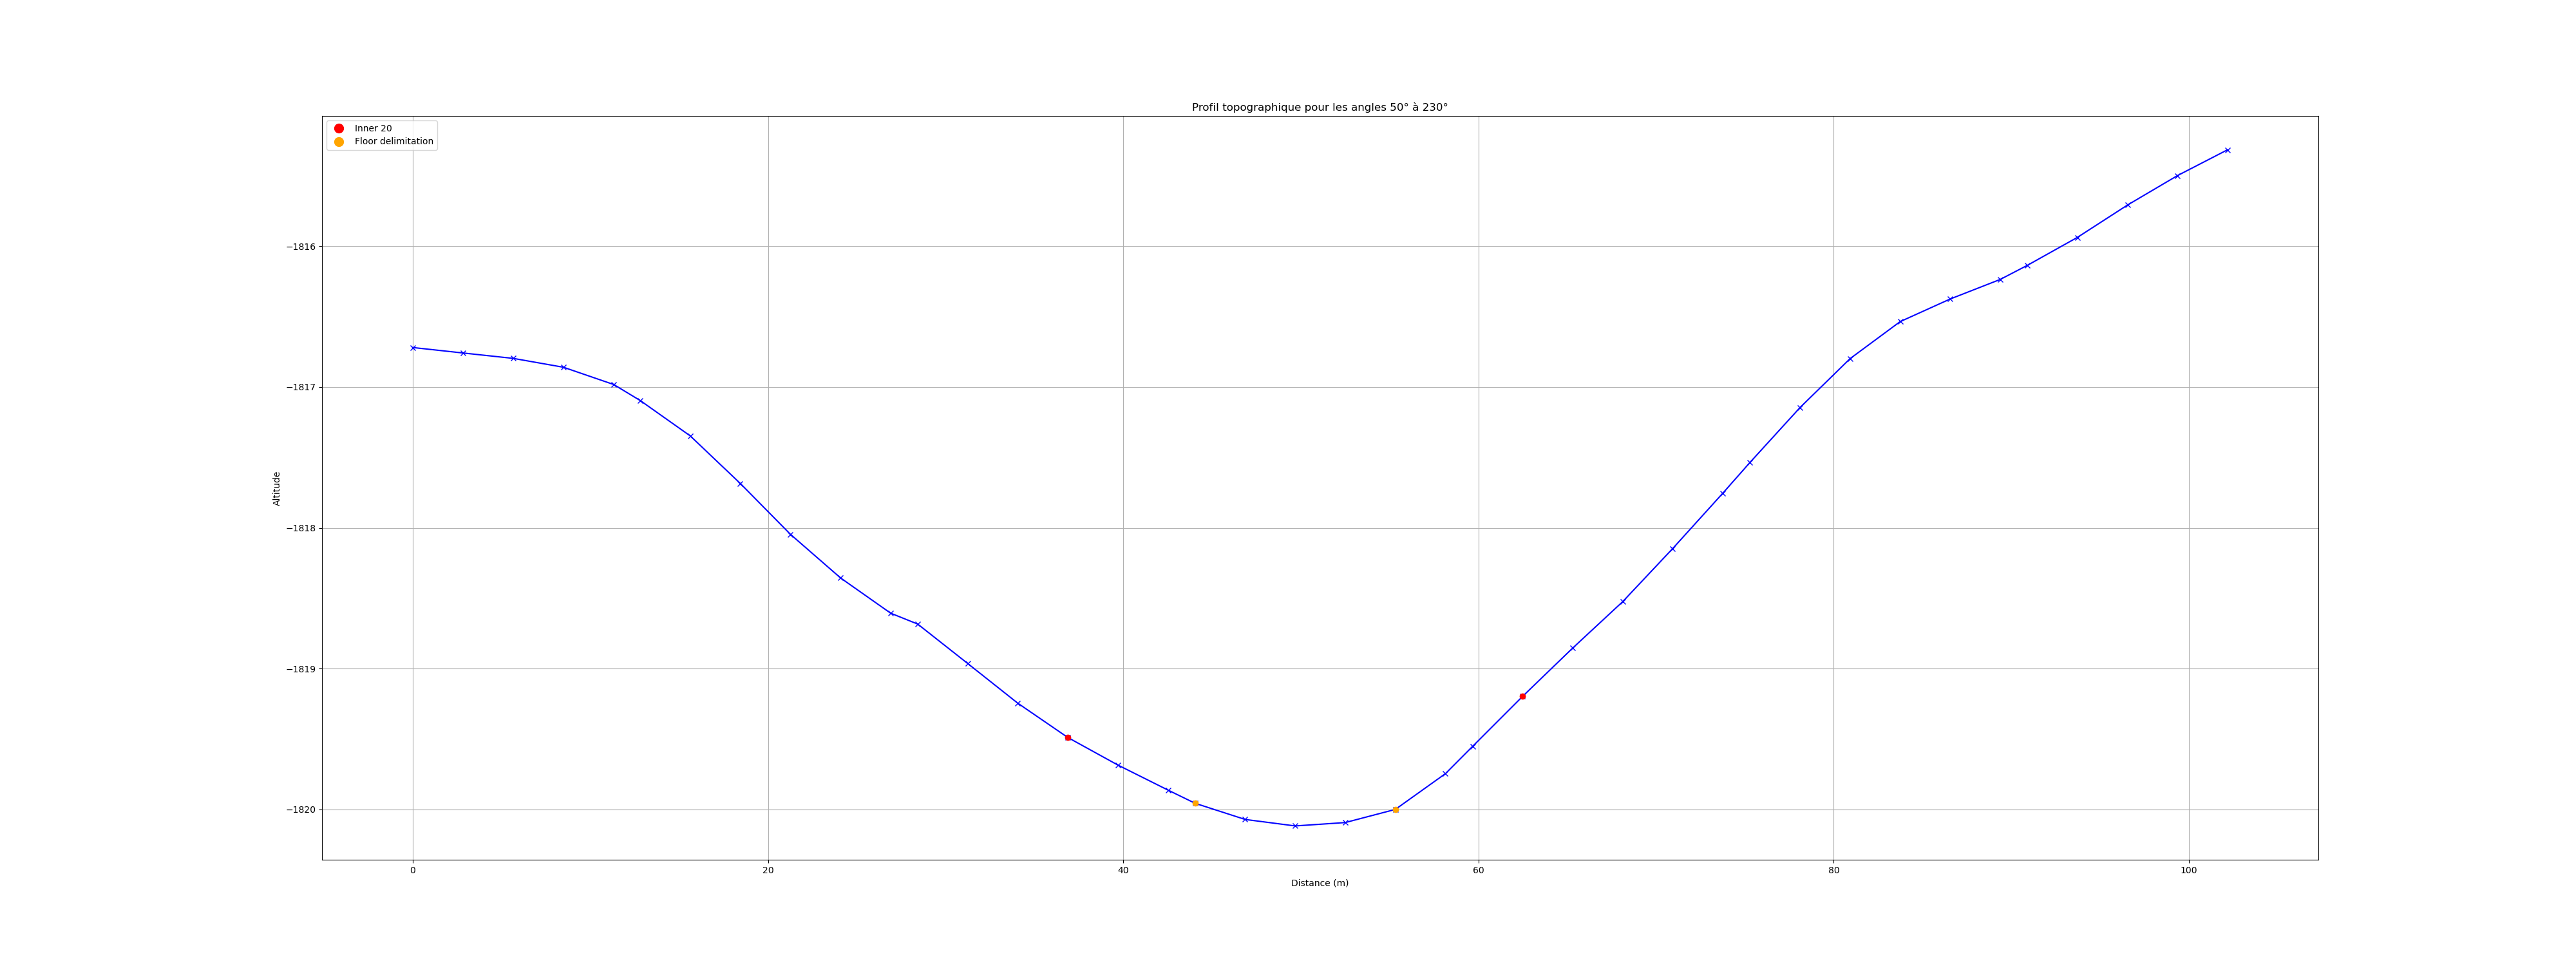 Profil topographique pour les angles 50° à 230°
Inner 20
Floor delimitation
Altitude
−1816
−1817
−1818
−1819
−1820
0
20
40
60
80
100
Distance (m)